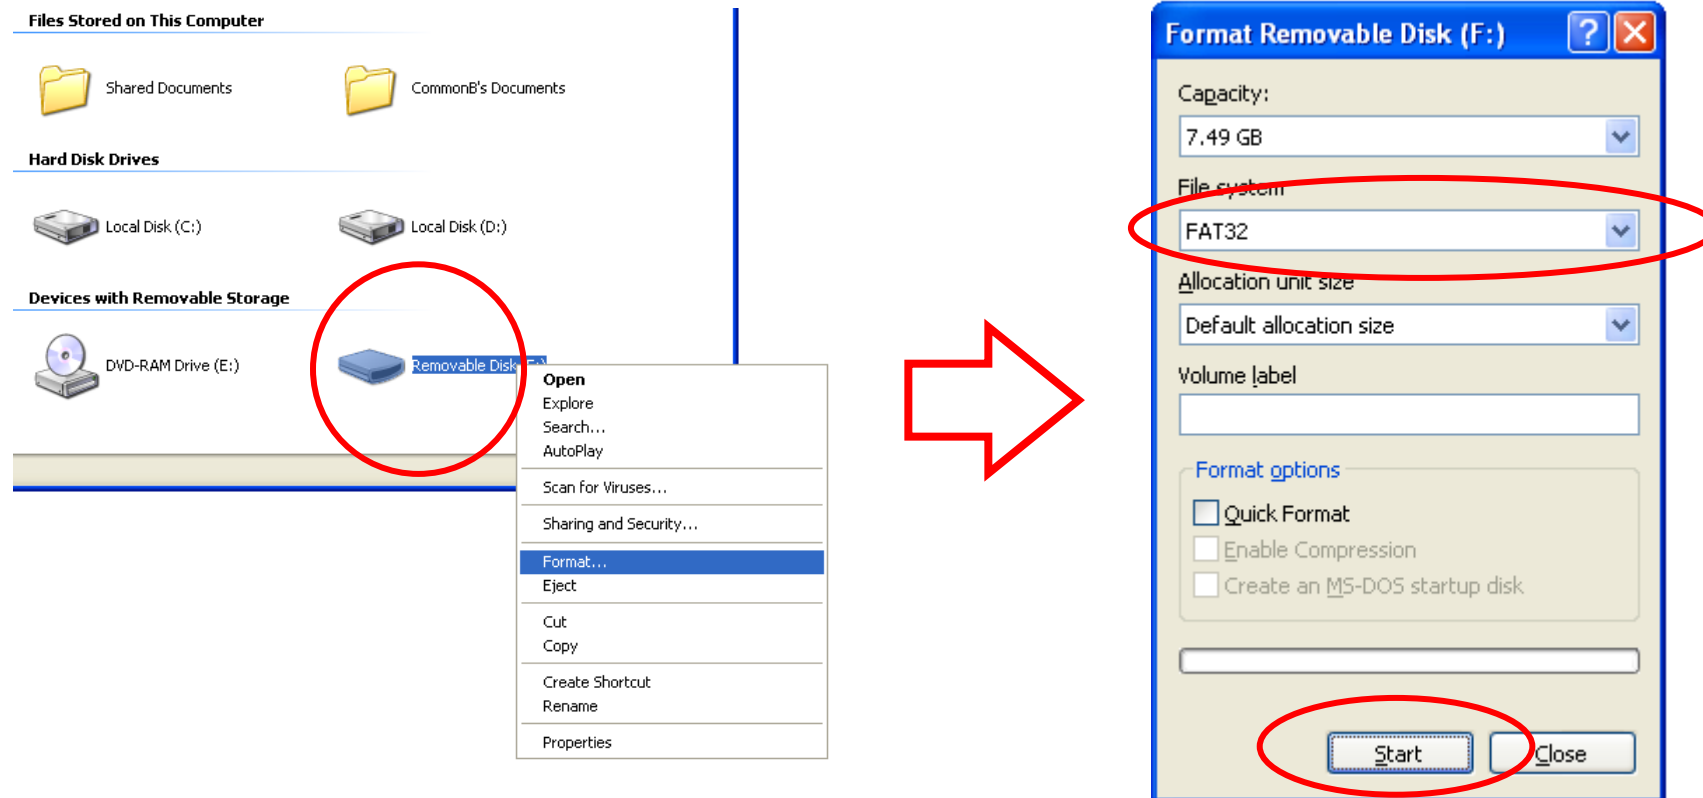 Files Stored on This Computer
Shared Documents
CommonB's Documents
Hard Disk Drives
Local Disk (C:)
Local Disk (D:)
Devices with Removable Storage
DVD-RAM Drive (E:)
Removable Disk (F:)
Open
Explore
Search...
AutoPlay
Scan for Viruses...
Sharing and Security...
Format...
Eject
Cut
Copy
Create Shortcut
Rename
Properties
Format Removable Disk (F:)
Capacity:
7.49 GB
File system
FAT32
Allocation unit size
Default allocation size
Volume label
Format options
Quick Format
Enable Compression
Create an MS-DOS startup disk
Start
Close